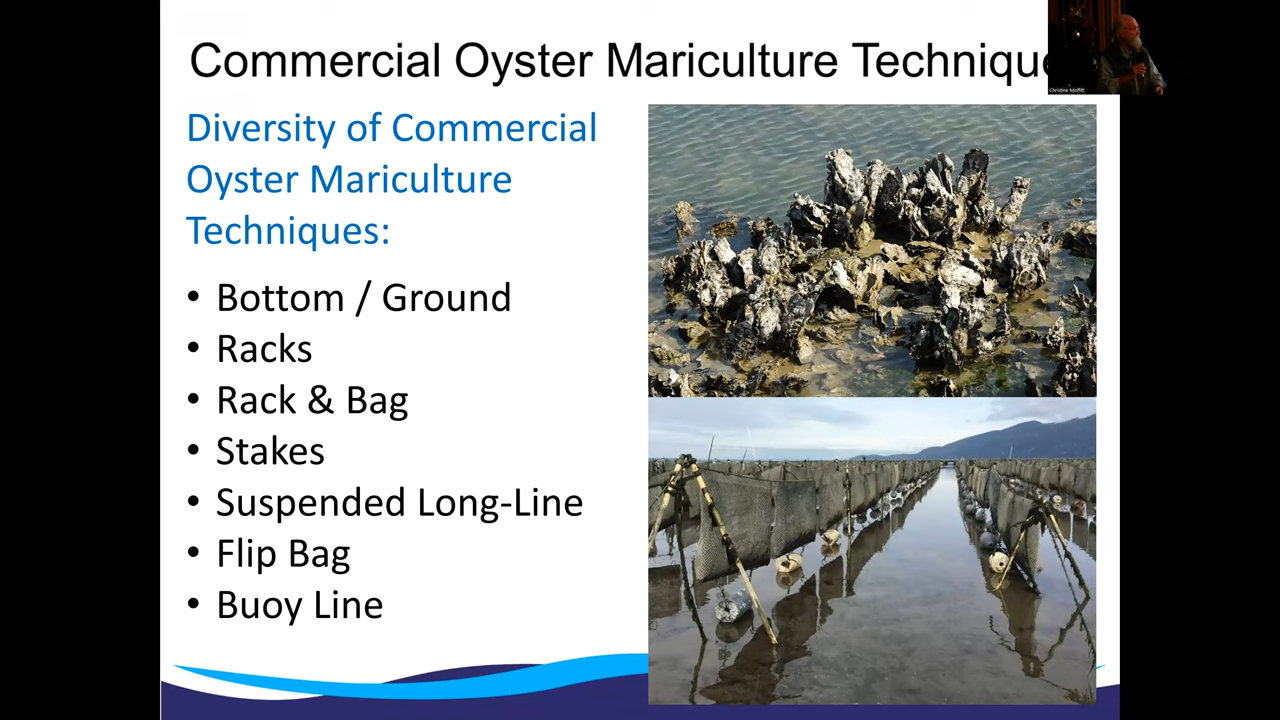 Commercial Oyster Mariculture Techniqu
Christine Moffitt
Diversity of Commercial
Oyster Mariculture
Techniques:
• Bottom / Ground
• Racks
• Rack & Bag
• Stakes
• Suspended Long-Line
• Flip Bag
• Buoy Line